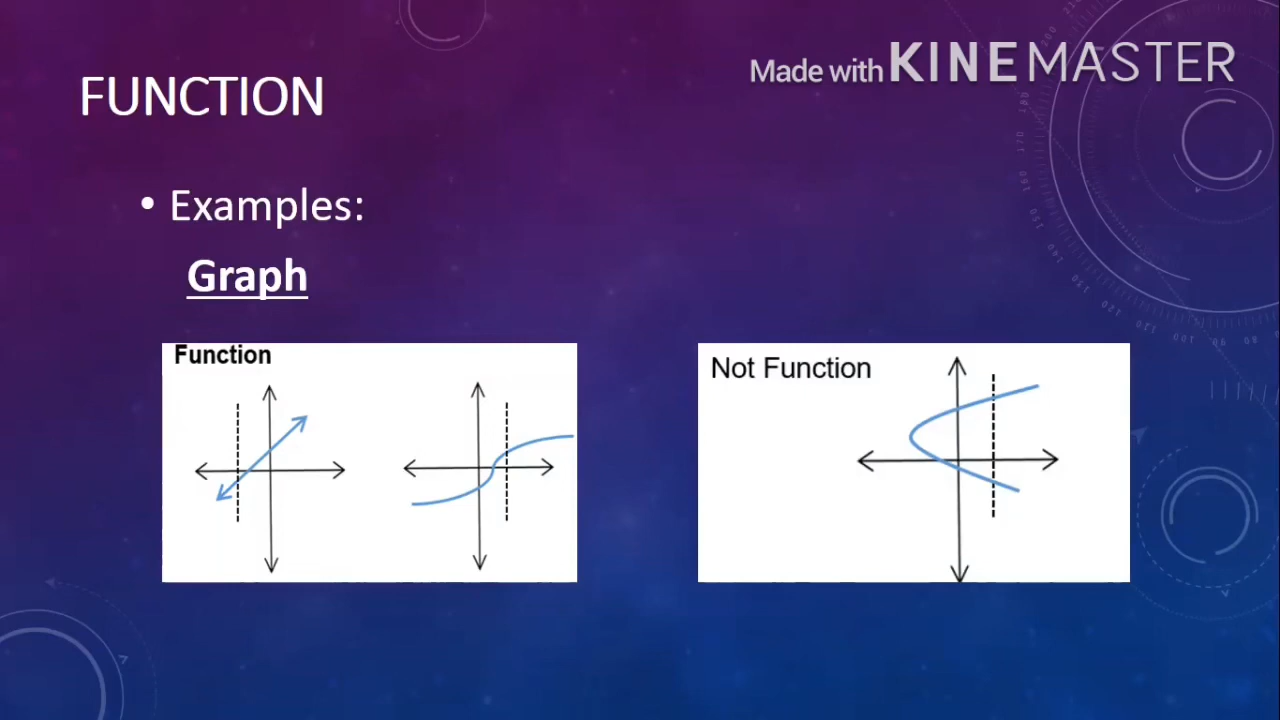 Made with KINEMASTER
FUNCTION
• Examples:
Graph
Function
Not Function